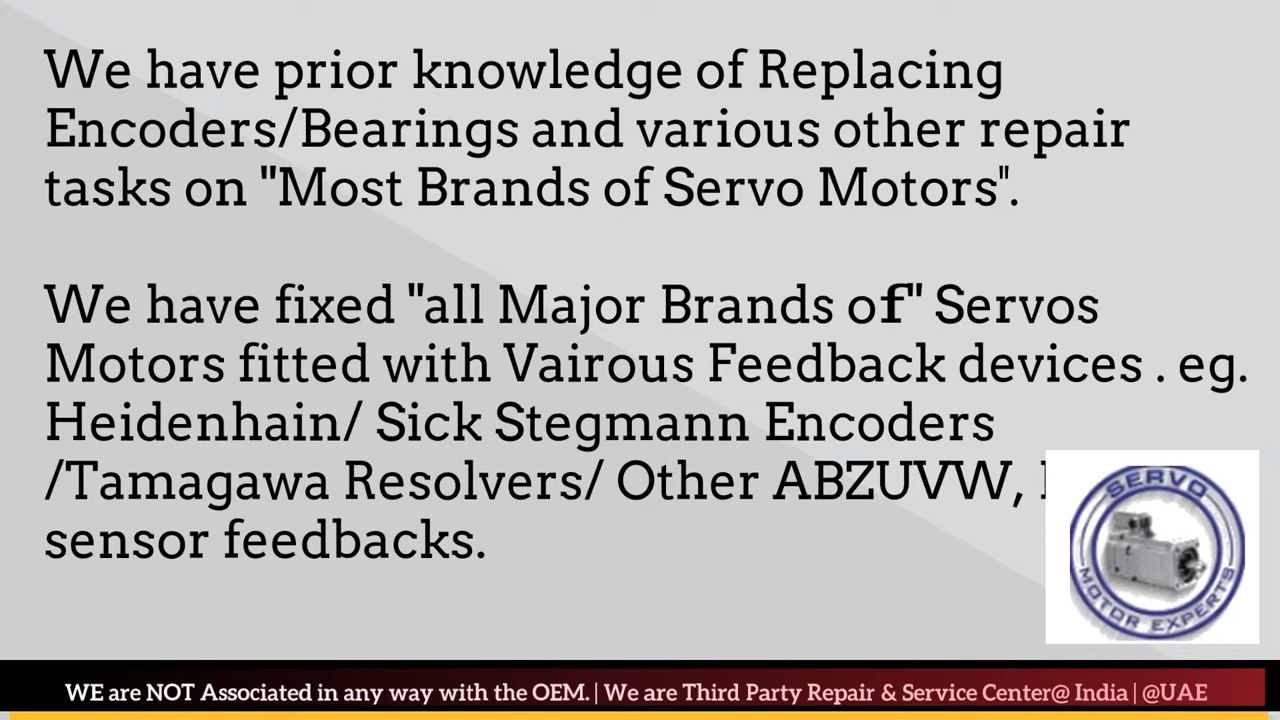 We have prior knowledge of Replacing
Encoders/Bearings and various other repair
tasks on "Most Brands of Servo Motors".
We have fixed "all Major Brands of" Servos
Motors fitted with Vairous Feedback devices . eg.
Heidenhain/ Sick Stegmann Encoders
/Tamagawa Resolvers/ Other ABZUVW,
sensor feedbacks.
SERVO
MOTOR EXPERTS
WE are NOT Associated in any way with the OEM. | We are Third Party Repair & Service Center@ India | @UAE